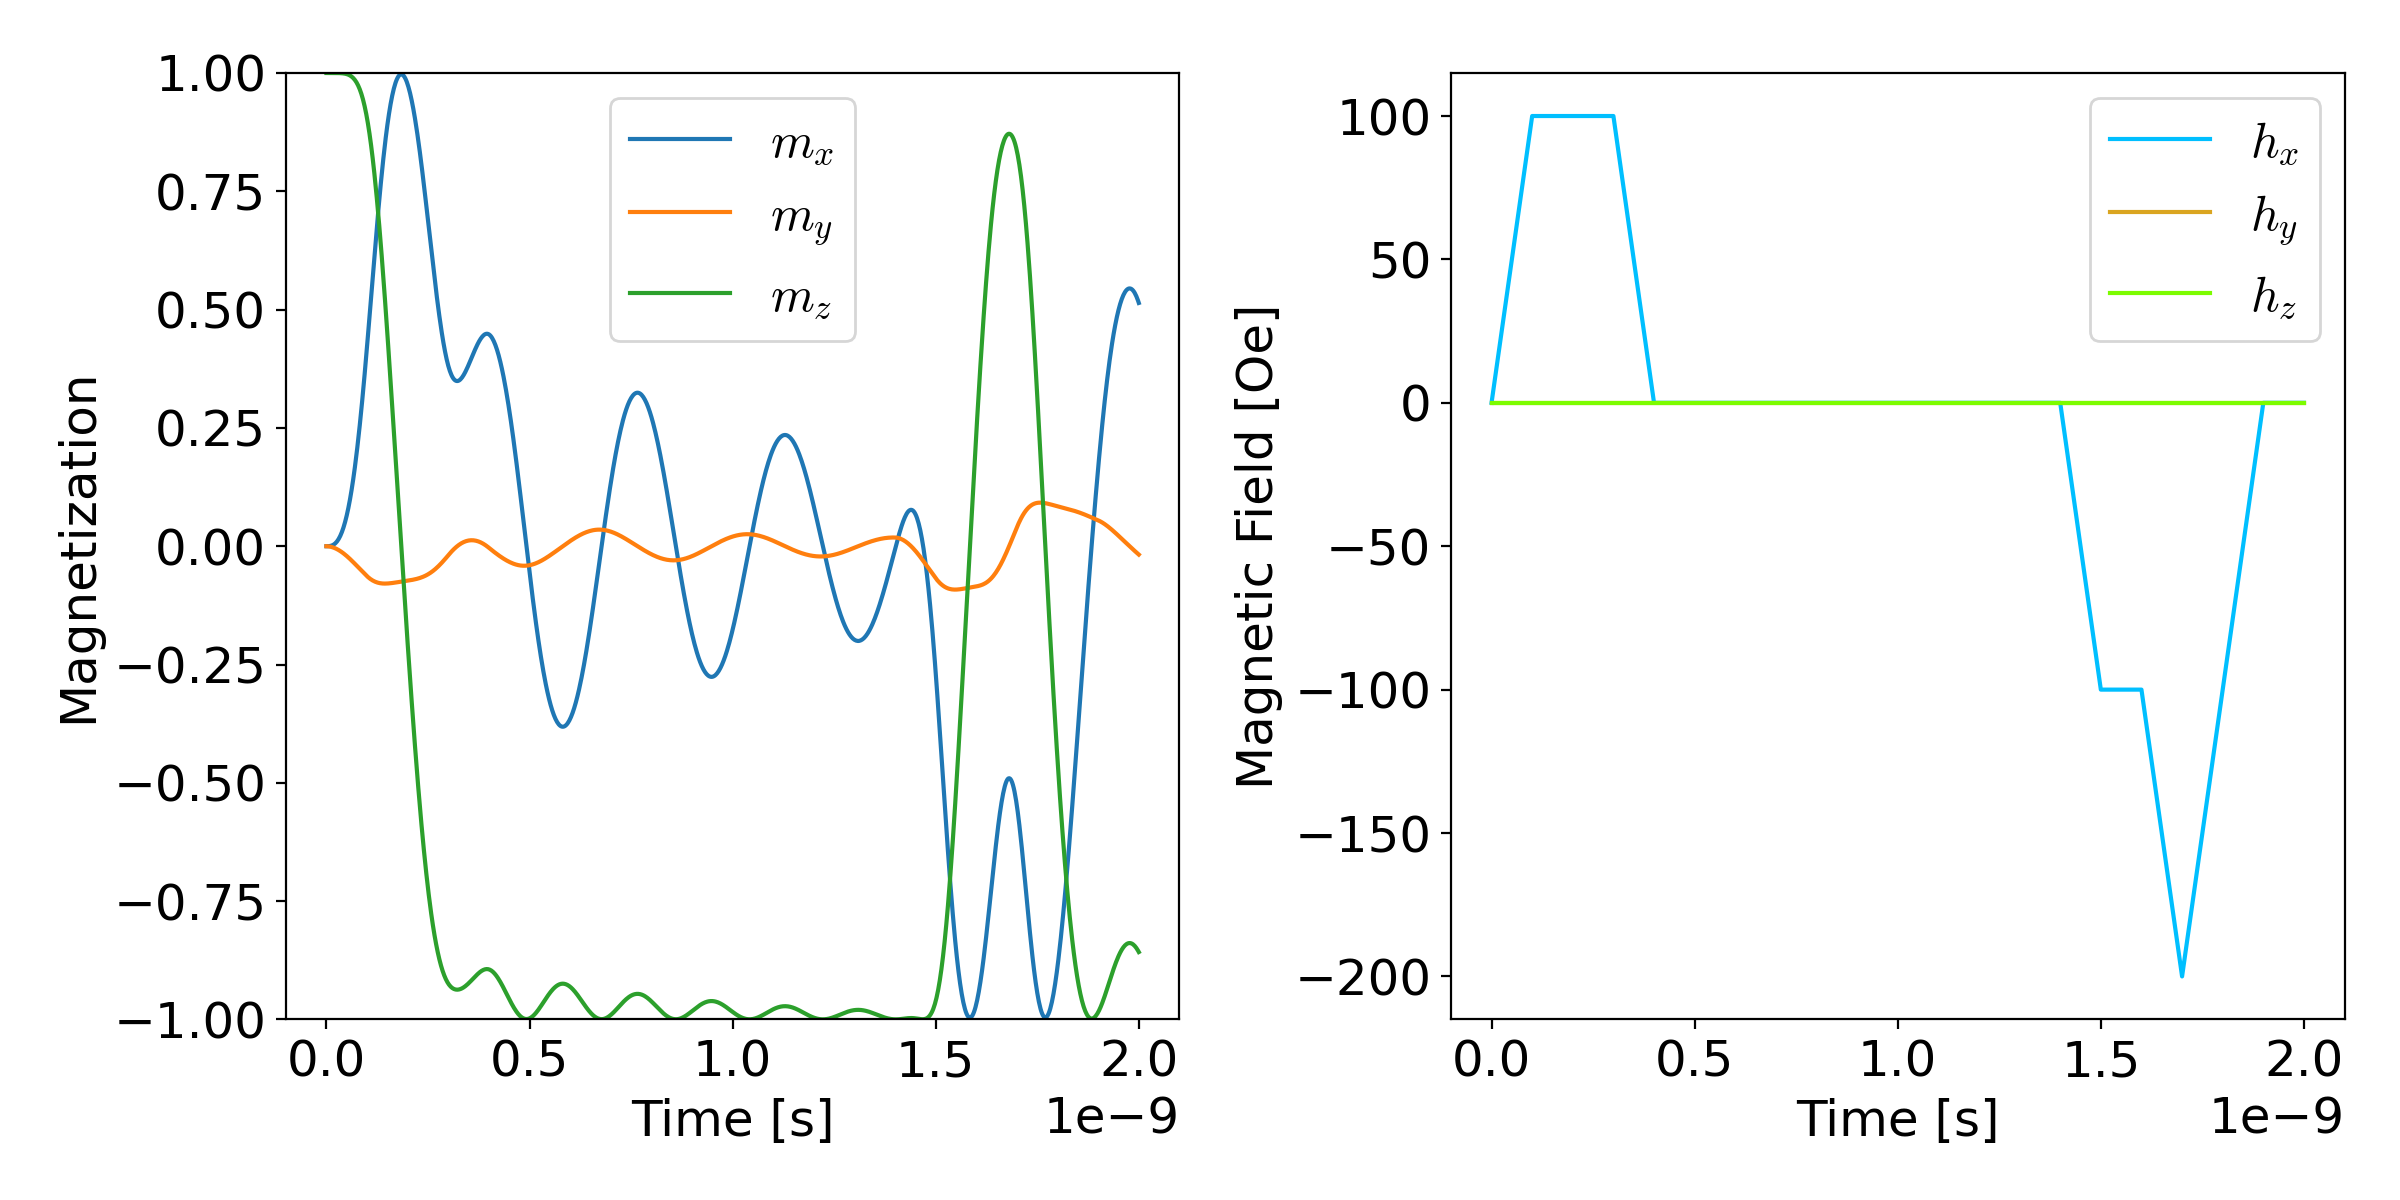 Magnetization
1.00
0.75
0.50
0.25
0.00
−0.25
−0.50
−0.75
−1.00
0.0 0.5 1.0 1.5 2.0
Time [s]
1e−9
m_x
m_y
m_z
Magnetic Field [Oe]
100
50
0
−50
−100
−150
−200
0.0 0.5 1.0 1.5 2.0
Time [s]
1e−9
h_x
h_y
h_z